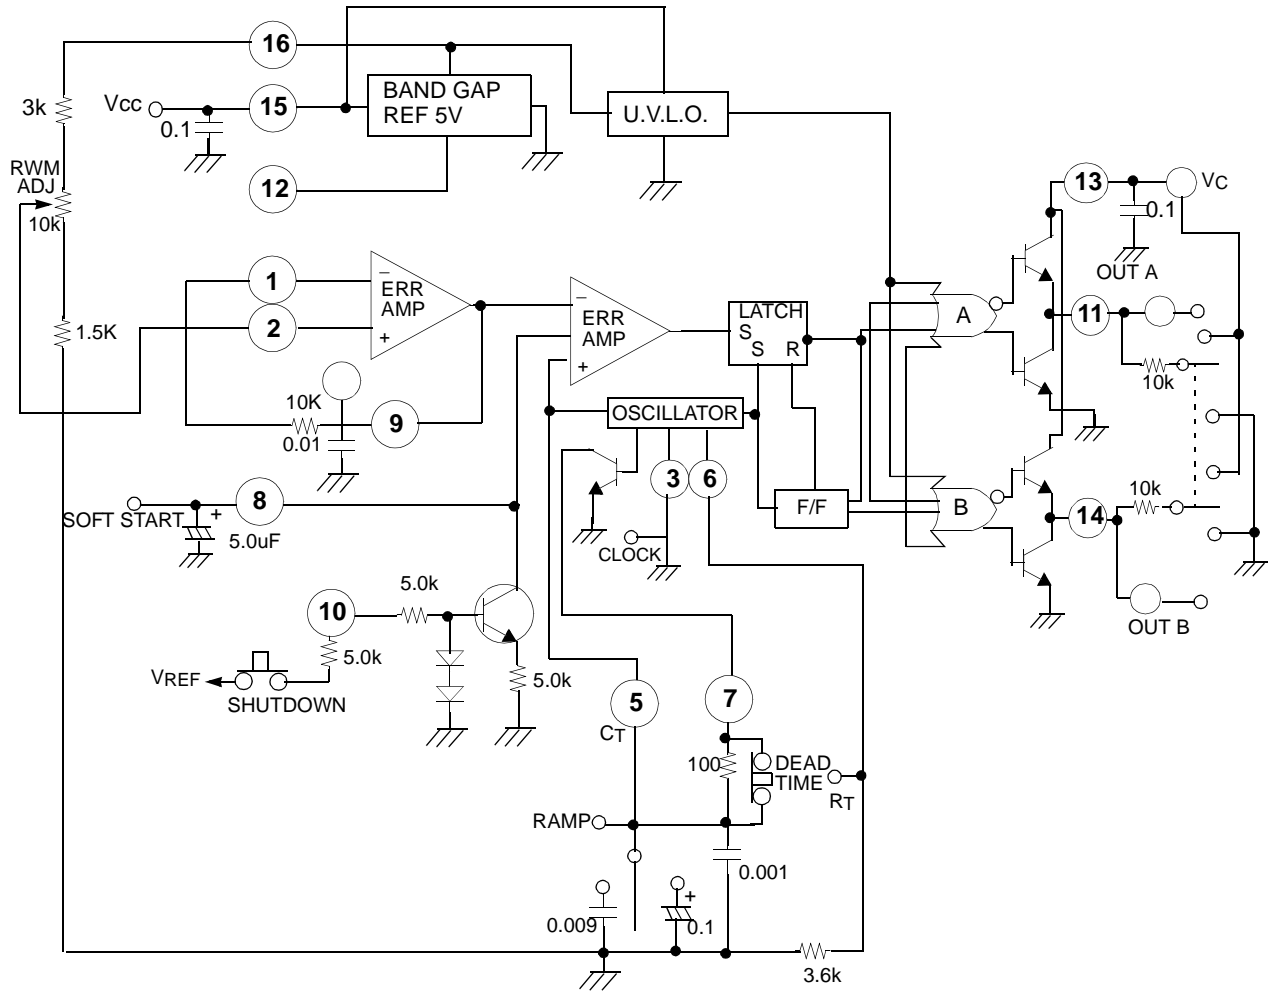 16
3k
Vcc
15
0.1
BAND GAP
REF 5V
U.V.L.O.
12
RWM
ADJ
10k
13
VC
0.1
OUT A
1
−
ERR
AMP
2
+
1.5K
−
ERR
AMP
+
LATCH
S
S R
A
11
10k
10K
9
0.01
OSCILLATOR
3
6
8
SOFT START
+
5.0uF
CLOCK
F/F
B
10k
14
OUT B
10
5.0k
5.0k
VREF
SHUTDOWN
5.0k
5
CT
7
100
DEAD
TIME
RT
RAMP
0.001
0.009
+
0.1
3.6k